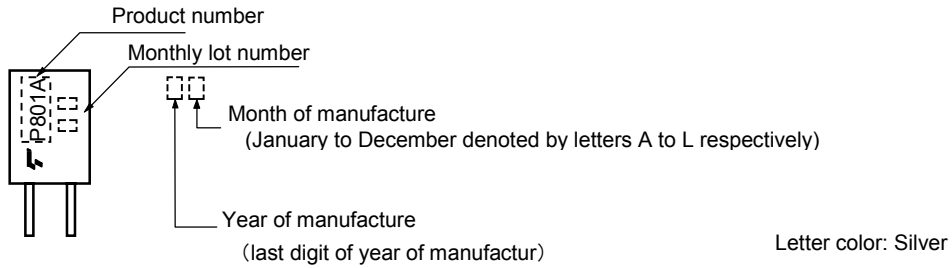 Product number
Monthly lot number
P801A
Month of manufacture
(January to December denoted by letters A to L respectively)
Year of manufacture
（last digit of year of manufactur）
Letter color: Silver